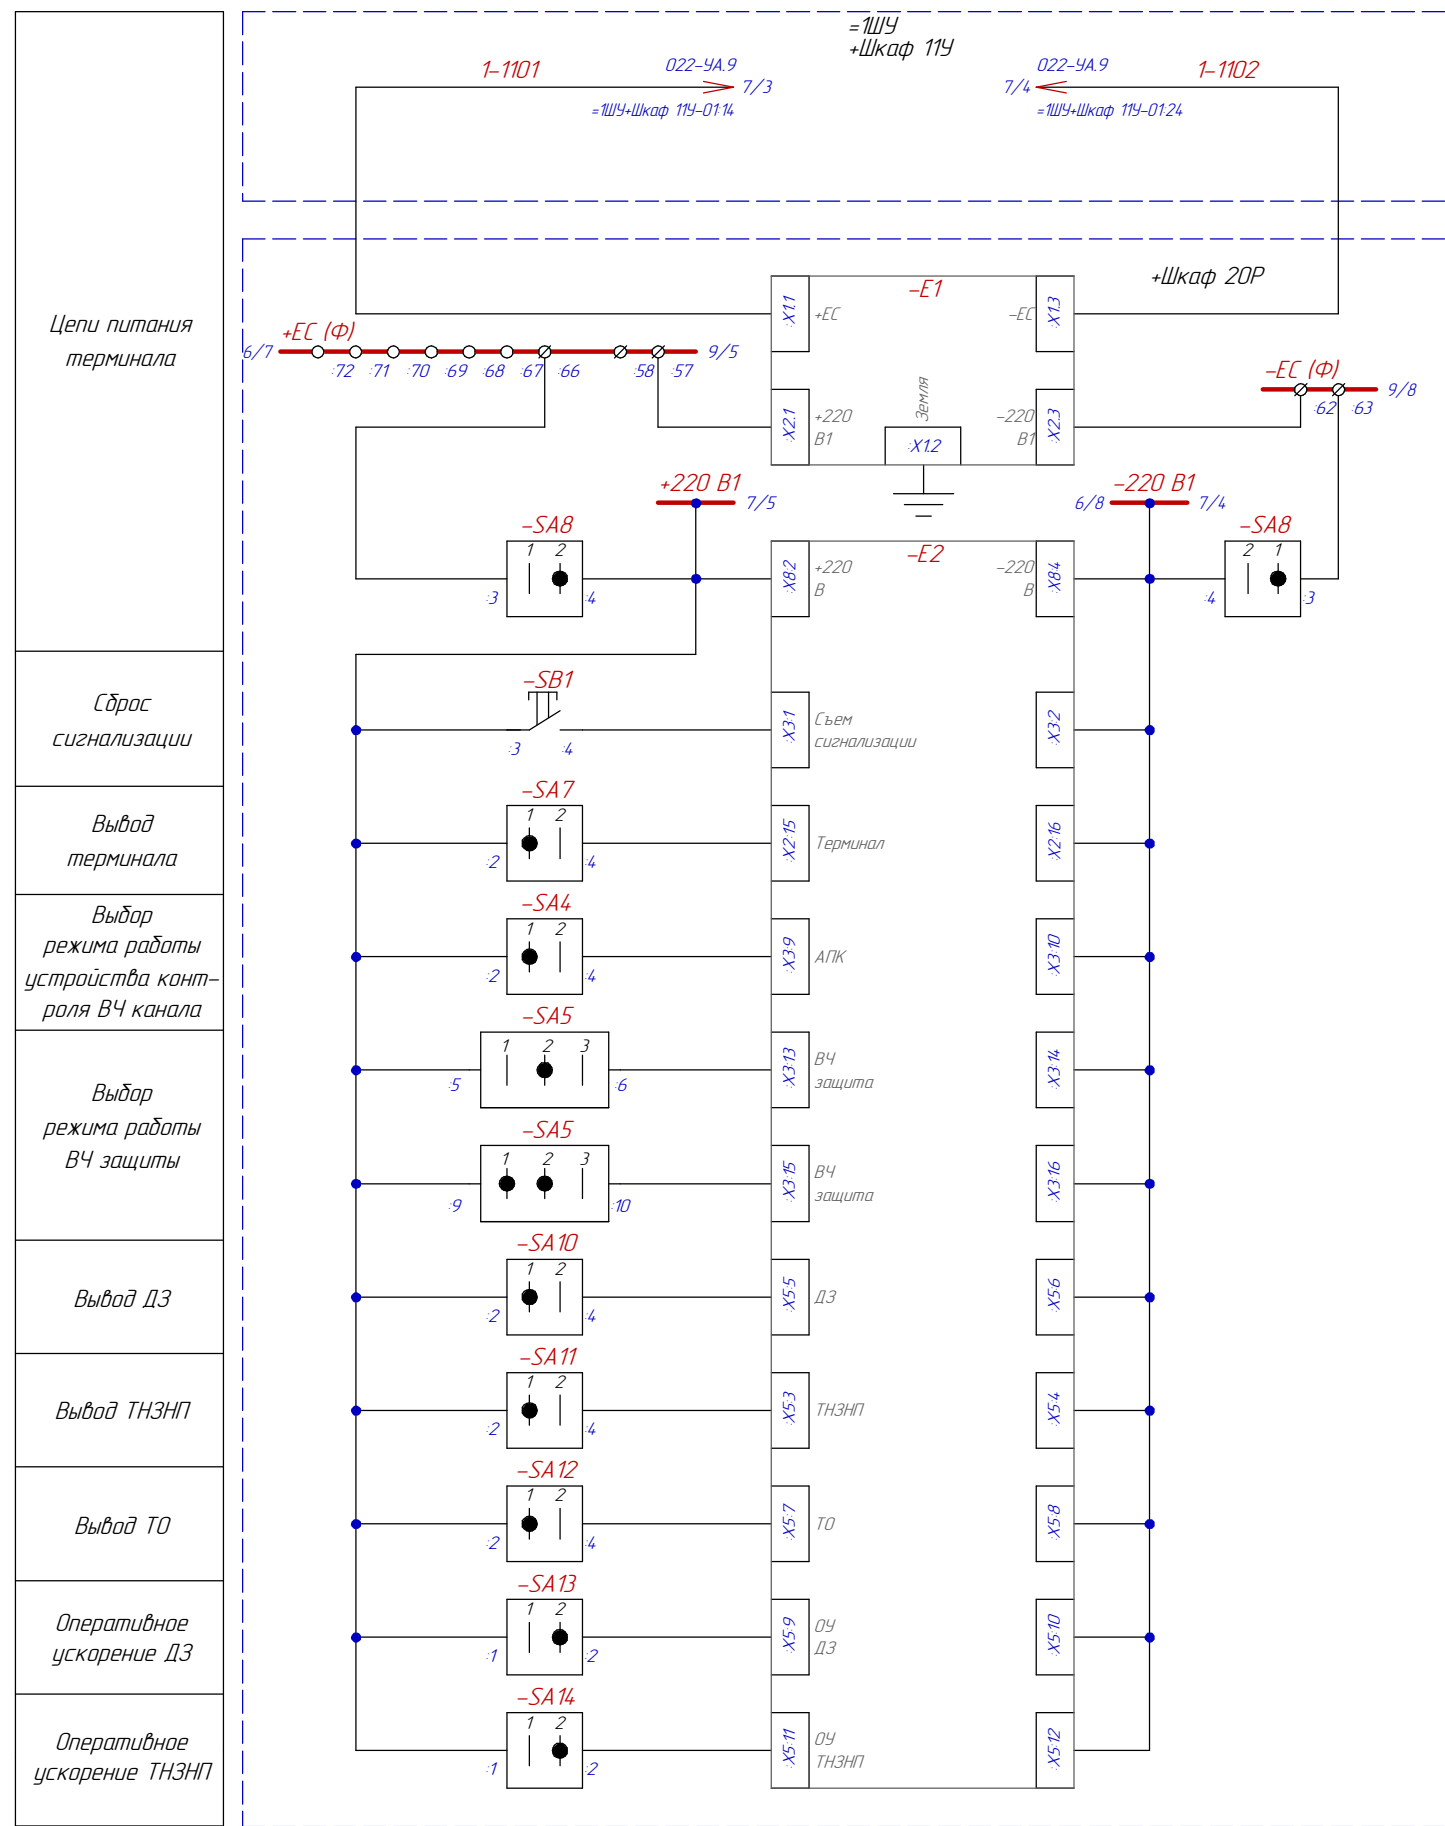 =1ШУ
+Шкаф 11У
1-1101
022-УА.9
7/3
=1ШУ+Шкаф 11У-01:14
022-УА.9
1-1102
7/4
=1ШУ+Шкаф 11У-01:24
Цепи питания
терминала
+Шкаф 20Р
-E1
:X1:1
+ЕС
-ЕС
:X1:3
+ЕС (Ф)
6/7
9/5
:72
:71
:70
:69
:68
:67
:66
:58
:57
-ЕС (Ф)
9/8
:62
:63
:X2:1
+220
В1
Земля
:X1:2
-220
В1
:X2:3
+220 В1
7/5
-220 В1
6/8
7/4
-SA8
1
2
:3
:4
-E2
:X8:2
+220
В
-220
В
:X8:4
-SA8
2
1
:4
:3
Сброс
сигнализации
-SB1
:3
:4
:X3:1
Съем
сигнализации
:X3:2
Вывод
терминала
-SA7
1
2
:2
:4
:X2:15
Терминал
:X2:16
Выбор
режима работы
устройства конт-
роля ВЧ канала
-SA4
1
2
:2
:4
:X3:9
АПК
:X3:10
Выбор
режима работы
ВЧ защиты
-SA5
1
2
3
:5
:6
:X3:13
ВЧ
защита
:X3:14
-SA5
1
2
3
:9
:10
:X3:15
ВЧ
защита
:X3:16
Вывод ДЗ
-SA10
1
2
:2
:4
:X5:5
ДЗ
:X5:6
Вывод ТНЗНП
-SA11
1
2
:2
:4
:X5:3
ТНЗНП
:X5:4
Вывод ТО
-SA12
1
2
:2
:4
:X5:7
ТО
:X5:8
Оперативное
ускорение ДЗ
-SA13
1
2
:1
:2
:X5:9
ОУ
ДЗ
:X5:10
Оперативное
ускорение ТНЗНП
-SA14
1
2
:1
:2
:X5:11
ОУ
ТНЗНП
:X5:12